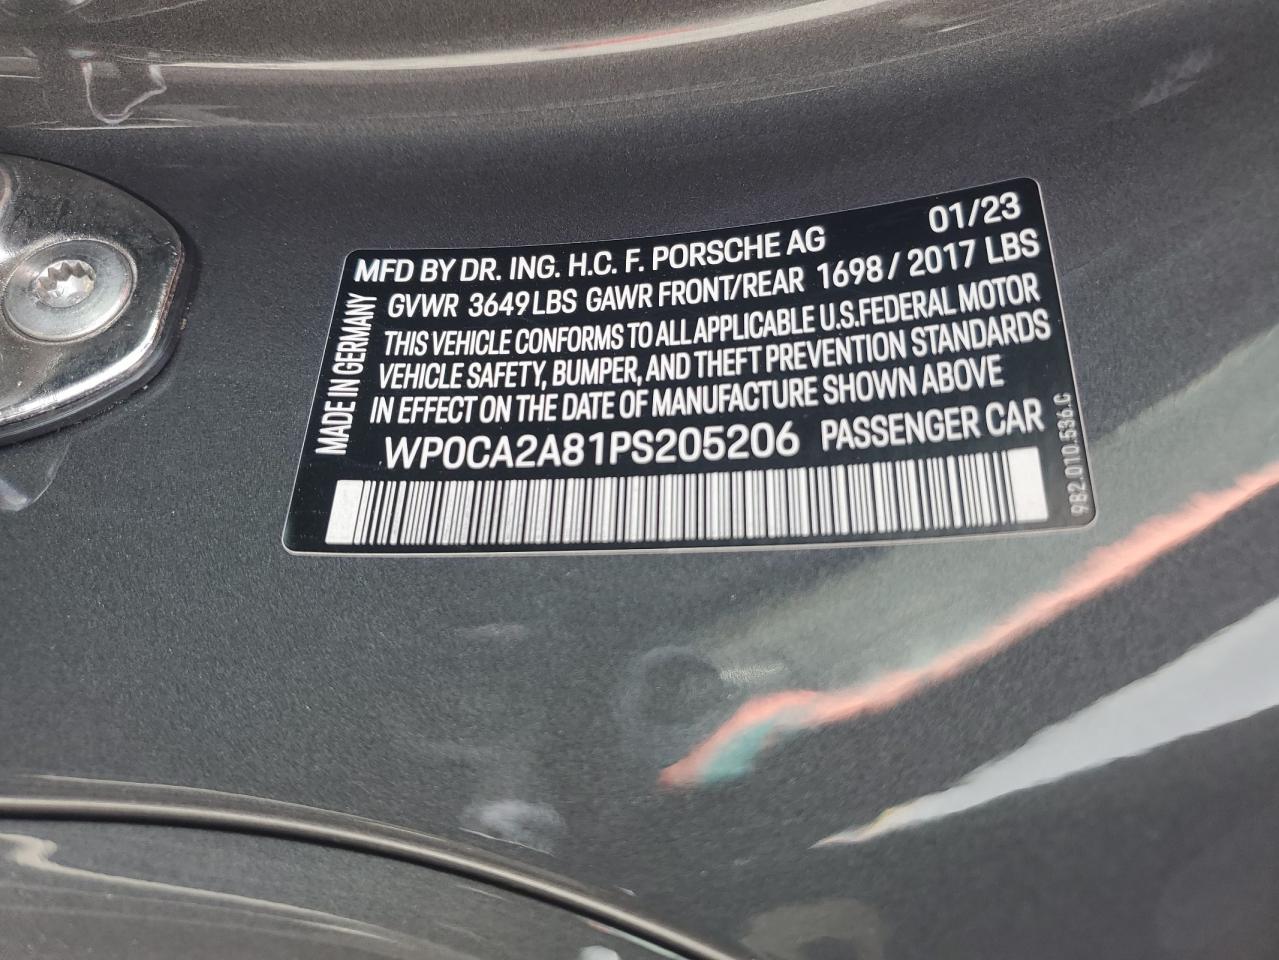 MFD BY DR. ING. H.C. F. PORSCHE AG 01/23
GVWR 3649 LBS GAWR FRONT/REAR 1698 / 2017 LBS
THIS VEHICLE CONFORMS TO ALL APPLICABLE U.S.FEDERAL MOTOR
VEHICLE SAFETY, BUMPER, AND THEFT PREVENTION STANDARDS
IN EFFECT ON THE DATE OF MANUFACTURE SHOWN ABOVE
WP0CA2A81PS205206 PASSENGER CAR
MADE IN GERMANY
9B2.010.536.C